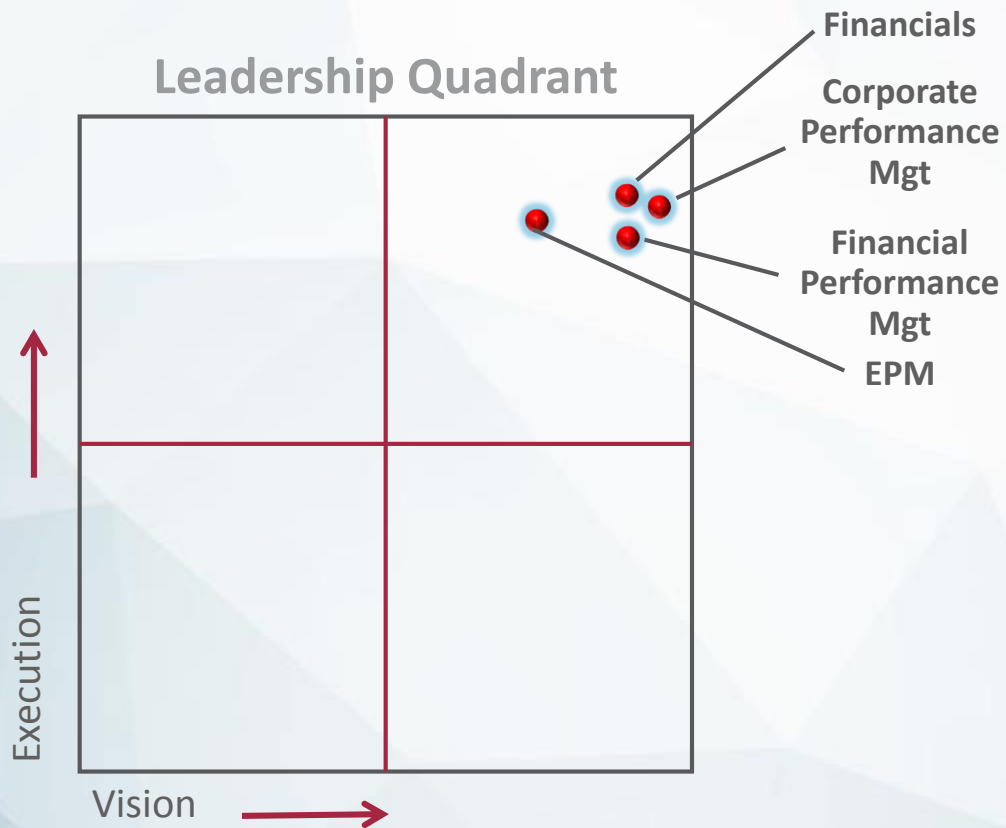 Leadership Quadrant
Financials
Corporate
Performance
Mgt
Financial
Performance
Mgt
EPM
Execution
Vision